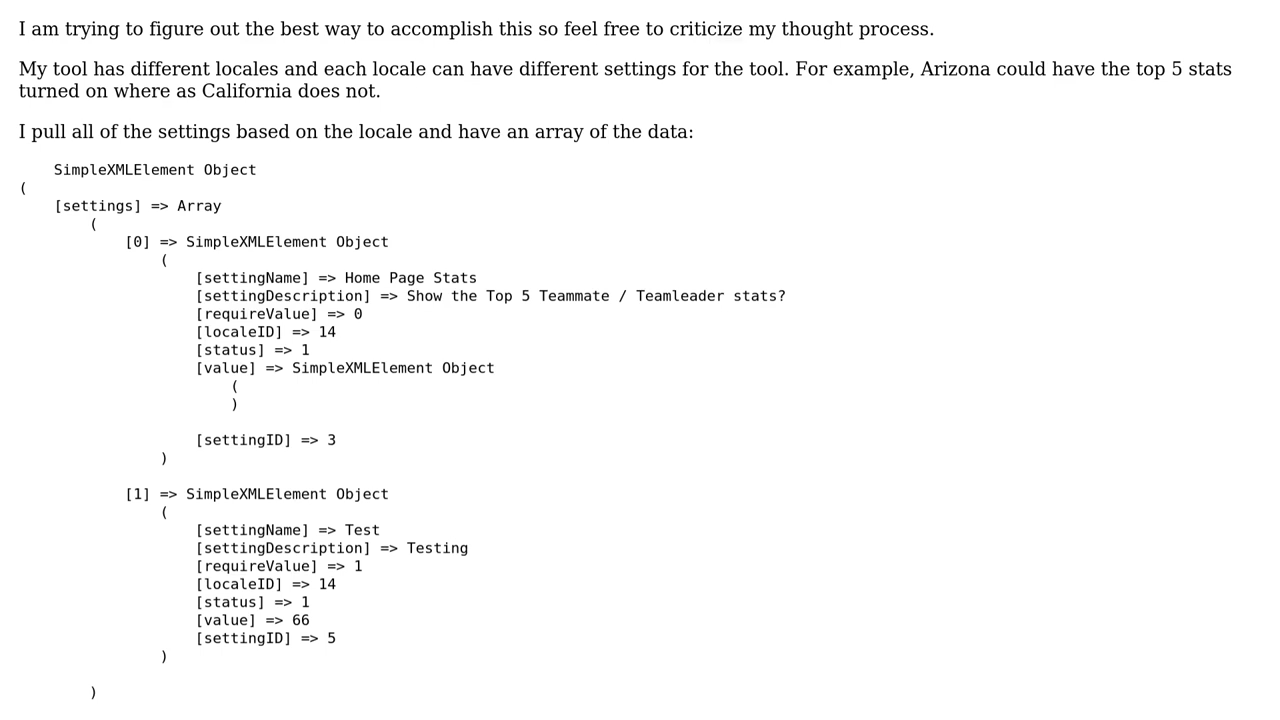 I am trying to figure out the best way to accomplish this so feel free to criticize my thought process.
My tool has different locales and each locale can have different settings for the tool. For example, Arizona could have the top 5 stats
turned on where as California does not.
I pull all of the settings based on the locale and have an array of the data:
SimpleXMLElement Object
(
[settings] => Array
(
[0] => SimpleXMLElement Object
(
[settingName] => Home Page Stats
[settingDescription] => Show the Top 5 Teammate / Teamleader stats?
[requireValue] => 0
[localeID] => 14
[status] => 1
[value] => SimpleXMLElement Object
(
)
[settingID] => 3
)
[1] => SimpleXMLElement Object
(
[settingName] => Test
[settingDescription] => Testing
[requireValue] => 1
[localeID] => 14
[status] => 1
[value] => 66
[settingID] => 5
)
)